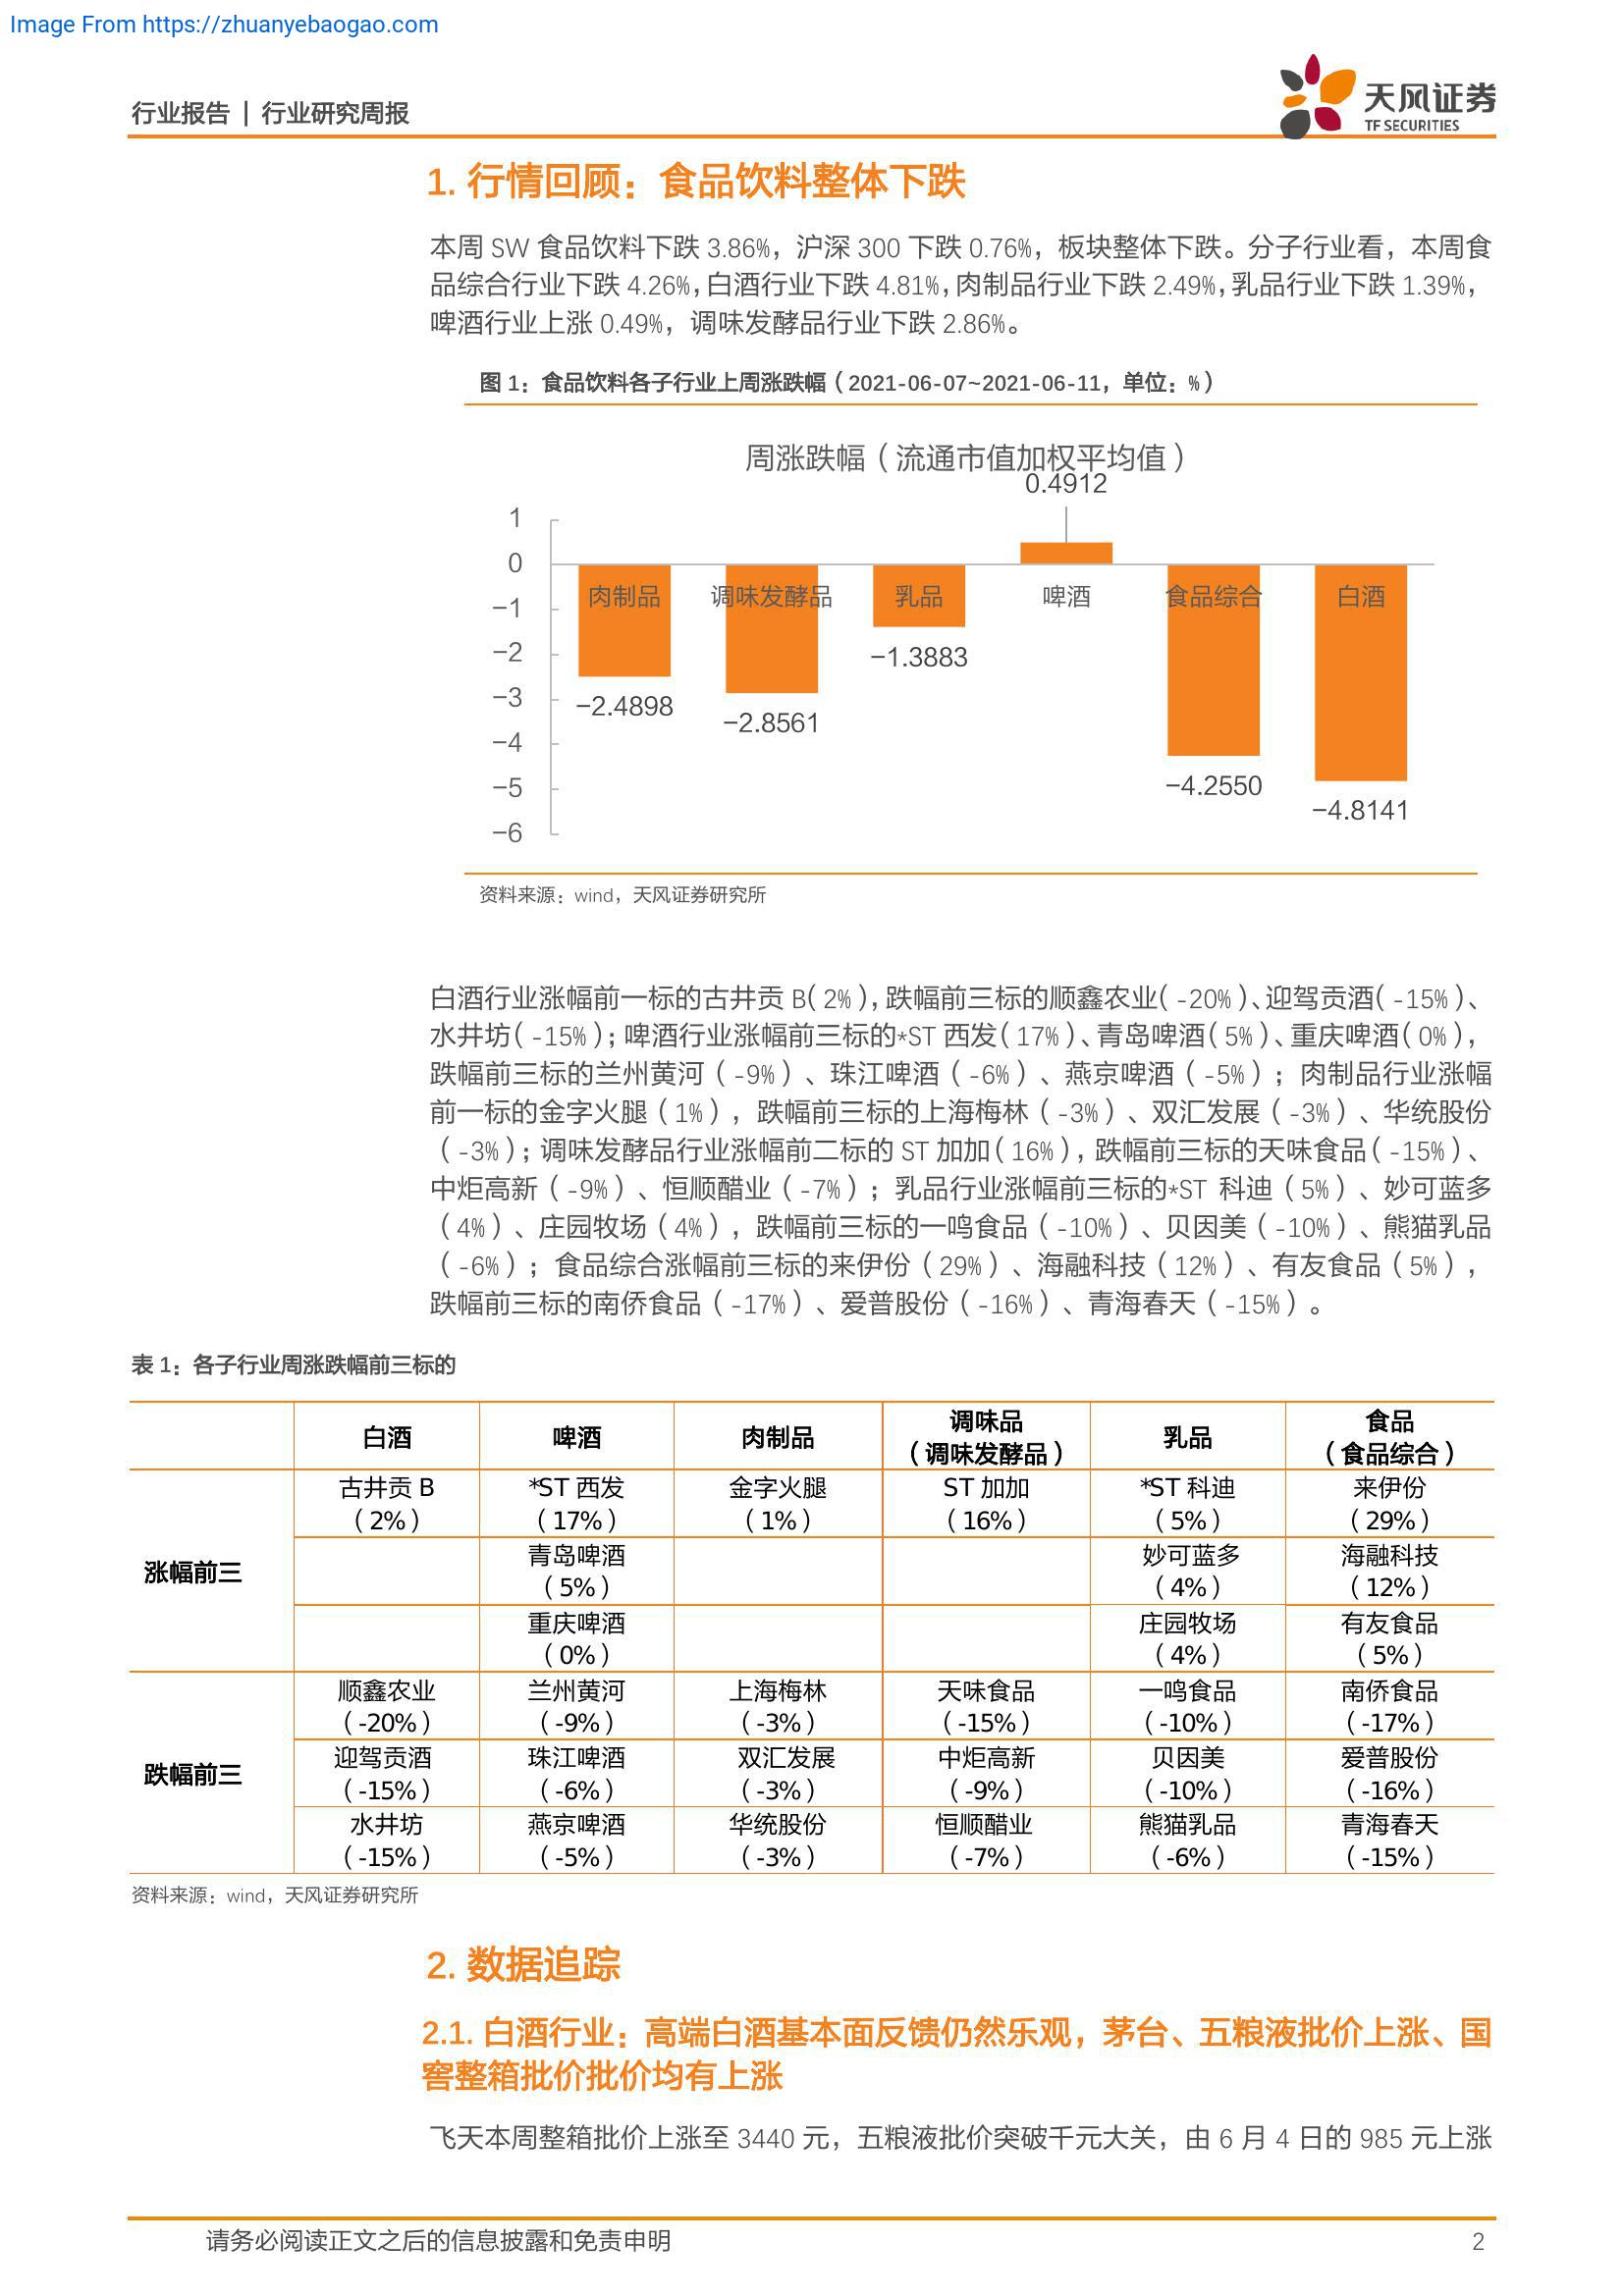 Image From https://zhuanyebaogao.com
行业报告 | 行业研究周报
天风证券
TF SECURITIES
1. 行情回顾：食品饮料整体下跌
本周 SW 食品饮料下跌 3.86%，沪深 300 下跌 0.76%，板块整体下跌。分子行业看，本周食
品综合行业下跌 4.26%，白酒行业下跌 4.81%，肉制品行业下跌 2.49%，乳品行业下跌 1.39%，
啤酒行业上涨 0.49%，调味发酵品行业下跌 2.86%。
图 1：食品饮料各子行业上周涨跌幅（2021-06-07~2021-06-11，单位：%）
周涨跌幅（流通市值加权平均值）
0.4912
1
0
肉制品 调味发酵品 乳品 啤酒 食品综合 白酒
−1
−2
−1.3883
−3
−2.4898
−2.8561
−4
−5
−4.2550
−4.8141
−6
资料来源：wind，天风证券研究所
白酒行业涨幅前一标的古井贡 B（2%），跌幅前三标的顺鑫农业（-20%）、迎驾贡酒（-15%）、
水井坊（-15%）；啤酒行业涨幅前三标的*ST 西发（17%）、青岛啤酒（5%）、重庆啤酒（0%），
跌幅前三标的兰州黄河（-9%）、珠江啤酒（-6%）、燕京啤酒（-5%）；肉制品行业涨幅
前一标的金字火腿（1%），跌幅前三标的上海梅林（-3%）、双汇发展（-3%）、华统股份
（-3%）；调味发酵品行业涨幅前二标的 ST 加加（16%），跌幅前三标的天味食品（-15%）、
中炬高新（-9%）、恒顺醋业（-7%）；乳品行业涨幅前三标的*ST 科迪（5%）、妙可蓝多
（4%）、庄园牧场（4%），跌幅前三标的一鸣食品（-10%）、贝因美（-10%）、熊猫乳品
（-6%）；食品综合涨幅前三标的来伊份（29%）、海融科技（12%）、有友食品（5%），
跌幅前三标的南侨食品（-17%）、爱普股份（-16%）、青海春天（-15%）。
表 1：各子行业周涨跌幅前三标的
白酒 啤酒 肉制品 调味品 乳品 食品
（调味发酵品） （食品综合）
涨幅前三
古井贡 B *ST 西发 金字火腿 ST 加加 *ST 科迪 来伊份
（2%） （17%） （1%） （16%） （5%） （29%）
青岛啤酒 妙可蓝多 海融科技
（5%） （4%） （12%）
重庆啤酒 庄园牧场 有友食品
（0%） （4%） （5%）
跌幅前三
顺鑫农业 兰州黄河 上海梅林 天味食品 一鸣食品 南侨食品
（-20%） （-9%） （-3%） （-15%） （-10%） （-17%）
迎驾贡酒 珠江啤酒 双汇发展 中炬高新 贝因美 爱普股份
（-15%） （-6%） （-3%） （-9%） （-10%） （-16%）
水井坊 燕京啤酒 华统股份 恒顺醋业 熊猫乳品 青海春天
（-15%） （-5%） （-3%） （-7%） （-6%） （-15%）
资料来源：wind，天风证券研究所
2. 数据追踪
2.1. 白酒行业：高端白酒基本面反馈仍然乐观，茅台、五粮液批价上涨、国
窖整箱批价批价均有上涨
飞天本周整箱批价上涨至 3440 元，五粮液批价突破千元大关，由 6 月 4 日的 985 元上涨
请务必阅读正文之后的信息披露和免责申明
2